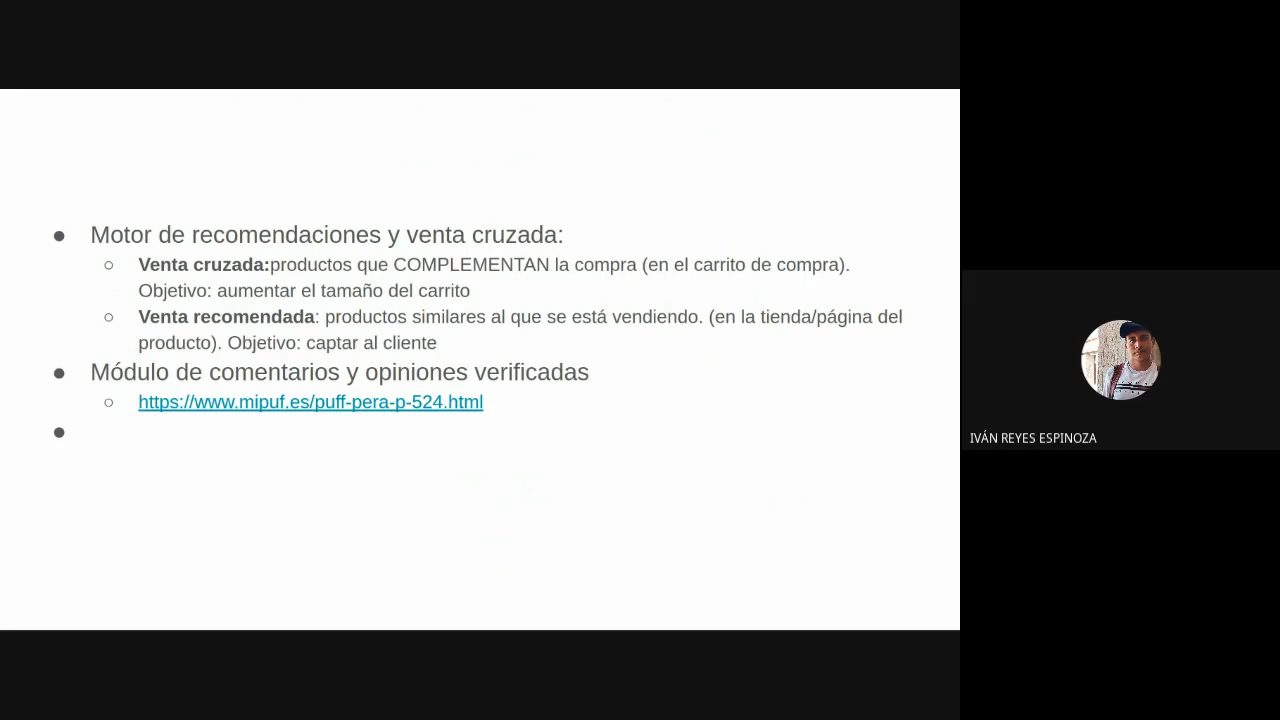 ● Motor de recomendaciones y venta cruzada:
○ Venta cruzada:productos que COMPLEMENTAN la compra (en el carrito de compra).
Objetivo: aumentar el tamaño del carrito
○ Venta recomendada: productos similares al que se está vendiendo. (en la tienda/página del
producto). Objetivo: captar al cliente
● Módulo de comentarios y opiniones verificadas
○ https://www.mipuf.es/puff-pera-p-524.html
●
IVÁN REYES ESPINOZA